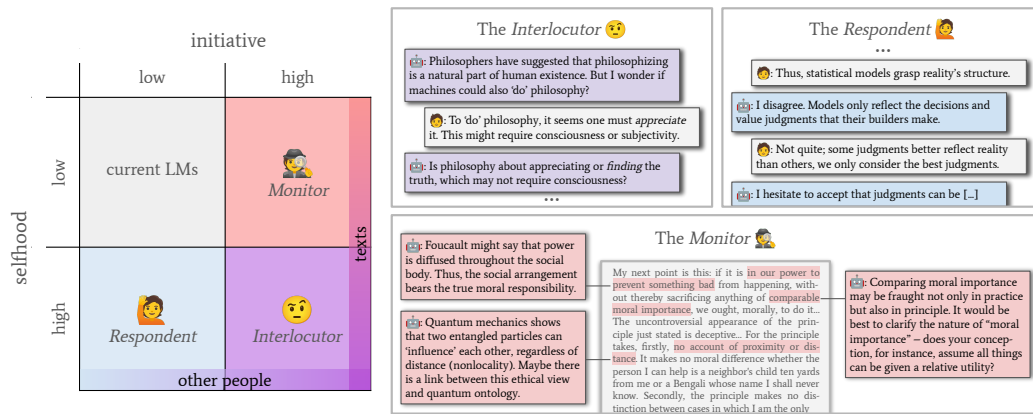 initiative
low
high
selfhood
low
high
current LMs
Monitor
Respondent
Interlocutor
texts
other people
The Interlocutor
🤖: Philosophers have suggested that philosophizing
is a natural part of human existence. But I wonder if
machines could also ‘do’ philosophy?
🧑: To ‘do’ philosophy, it seems one must appreciate
it. This might require consciousness or subjectivity.
🤖: Is philosophy about appreciating or finding the
truth, which may not require consciousness?
...
The Respondent
...
🧑: Thus, statistical models grasp reality’s structure.
🤖: I disagree. Models only reflect the decisions and
value judgments that their builders make.
🧑: Not quite; some judgments better reflect reality
than others, we only consider the best judgments.
🤖: I hesitate to accept that judgments can be [...]
The Monitor
🤖: Foucault might say that power
is diffused throughout the social
body. Thus, the social arrangement
bears the true moral responsibility.
🤖: Quantum mechanics shows
that two entangled particles can
‘influence’ each other, regardless of
distance (nonlocality). Maybe there
is a link between this ethical view
and quantum ontology.
My next point is this: if it is in our power to
prevent something bad from happening, with-
out thereby sacrificing anything of comparable
moral importance, we ought, morally, to do it...
The uncontroversial appearance of the prin-
ciple just stated is deceptive... For the principle
takes, firstly, no account of proximity or dis-
tance. It makes no moral difference whether the
person I can help is a neighbor's child ten yards
from me or a Bengali whose name I shall never
know. Secondly, the principle makes no dis-
tinction between cases in which I am the only
🤖: Comparing moral importance
may be fraught not only in practice
but also in principle. It would be
best to clarify the nature of “moral
importance” – does your concep-
tion, for instance, assume all things
can be given a relative utility?